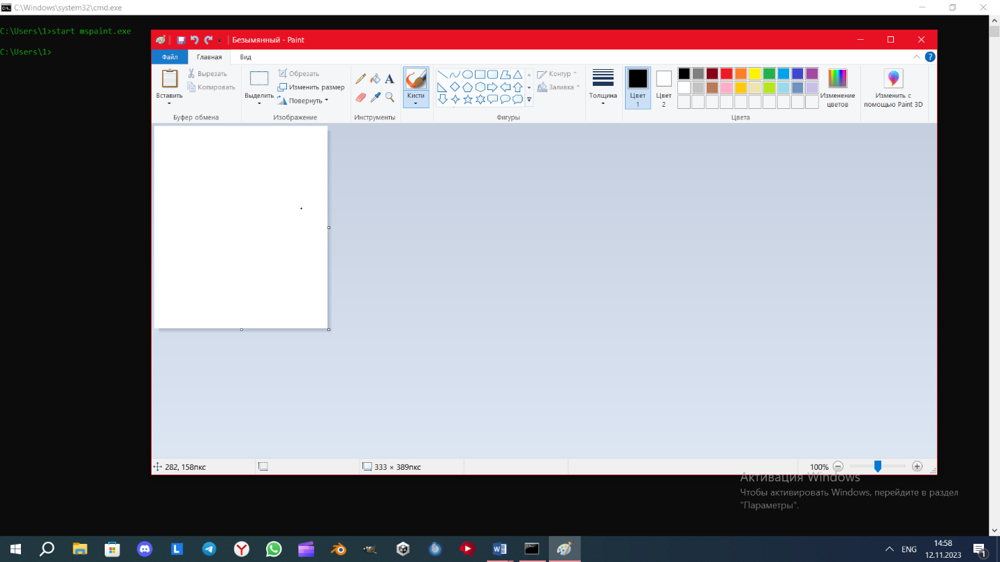 C:\Windows\system32\cmd.exe
C:\Users\1>start mspaint.exe
C:\Users\1>
Безымянный - Paint
Файл Главная Вид
Вставить
Вырезать
Копировать
Буфер обмена
Выделить
Обрезать
Изменить размер
Повернуть
Изображение
A
Инструменты
Кисти
Контур
Заливка
Фигуры
Толщина
Цвет
1
Цвет
2
Изменение
цветов
Цвета
Изменить с
помощью Paint 3D
282, 158пкс
333 × 389пкс
100%
Активация Windows
Чтобы активировать Windows, перейдите в раздел
"Параметры".
ENG
14:58
12.11.2023
1